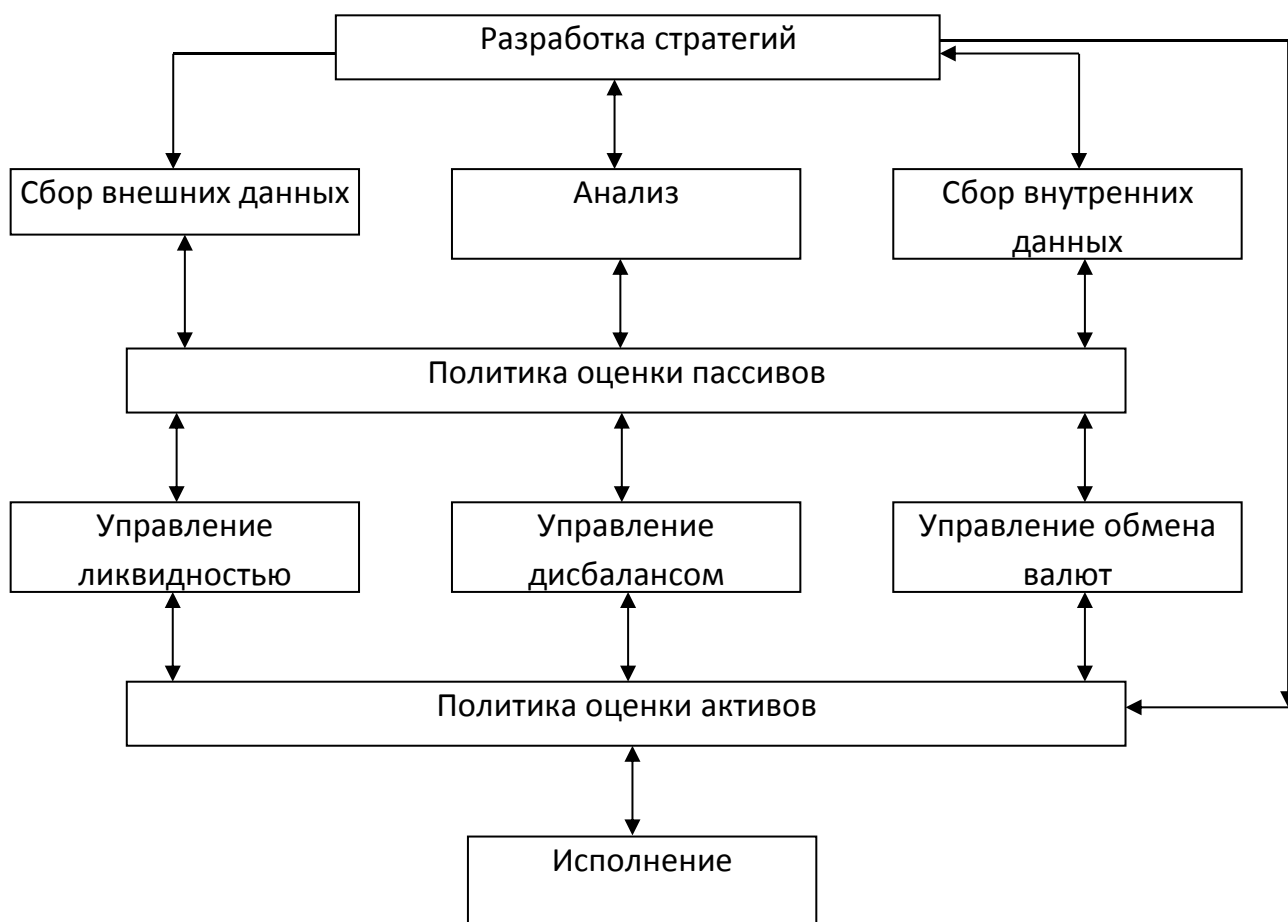 Разработка стратегий
Сбор внешних данных
Анализ
Сбор внутренних
данных
Политика оценки пассивов
Управление
ликвидностью
Управление
дисбалансом
Управление обмена
валют
Политика оценки активов
Исполнение